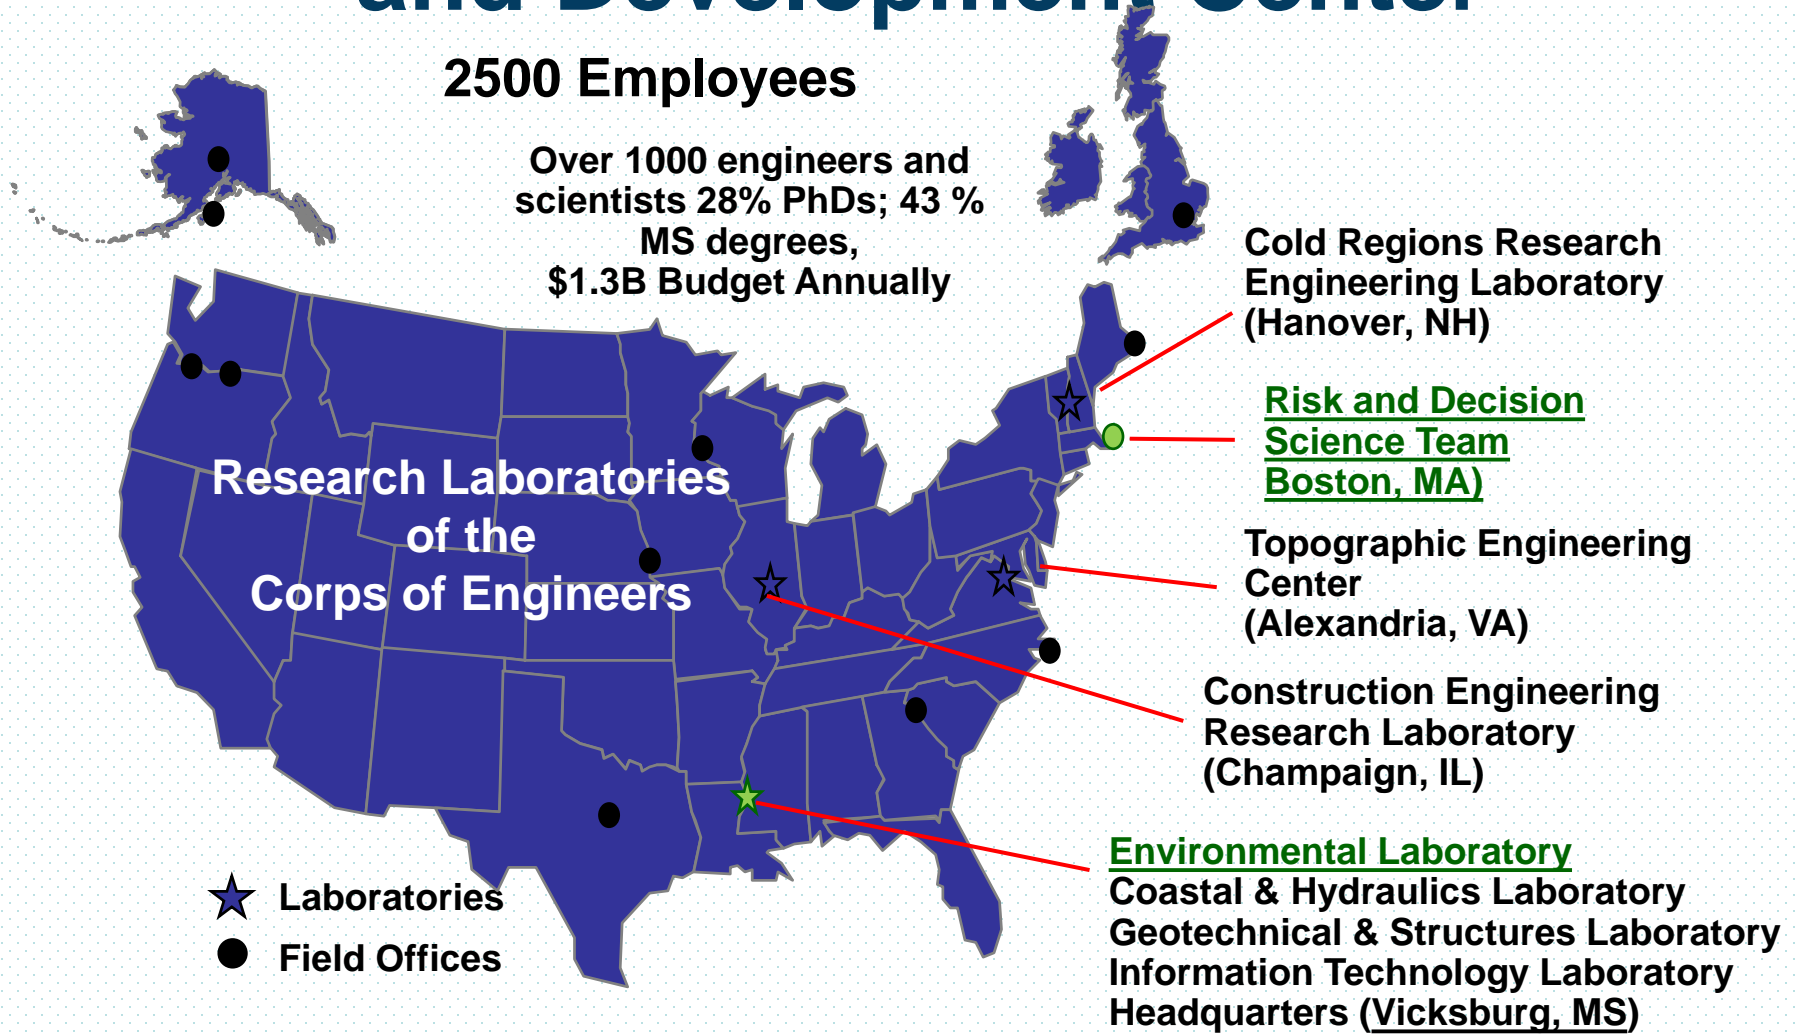 and Development Center
2500 Employees
Over 1000 engineers and
scientists 28% PhDs; 43 %
MS degrees,
$1.3B Budget Annually
Cold Regions Research
Engineering Laboratory
(Hanover, NH)
Risk and Decision
Science Team
Boston, MA)
Research Laboratories
of the
Corps of Engineers
Topographic Engineering
Center
(Alexandria, VA)
Construction Engineering
Research Laboratory
(Champaign, IL)
Environmental Laboratory
Coastal & Hydraulics Laboratory
Geotechnical & Structures Laboratory
Information Technology Laboratory
Headquarters (Vicksburg, MS)
Laboratories
Field Offices